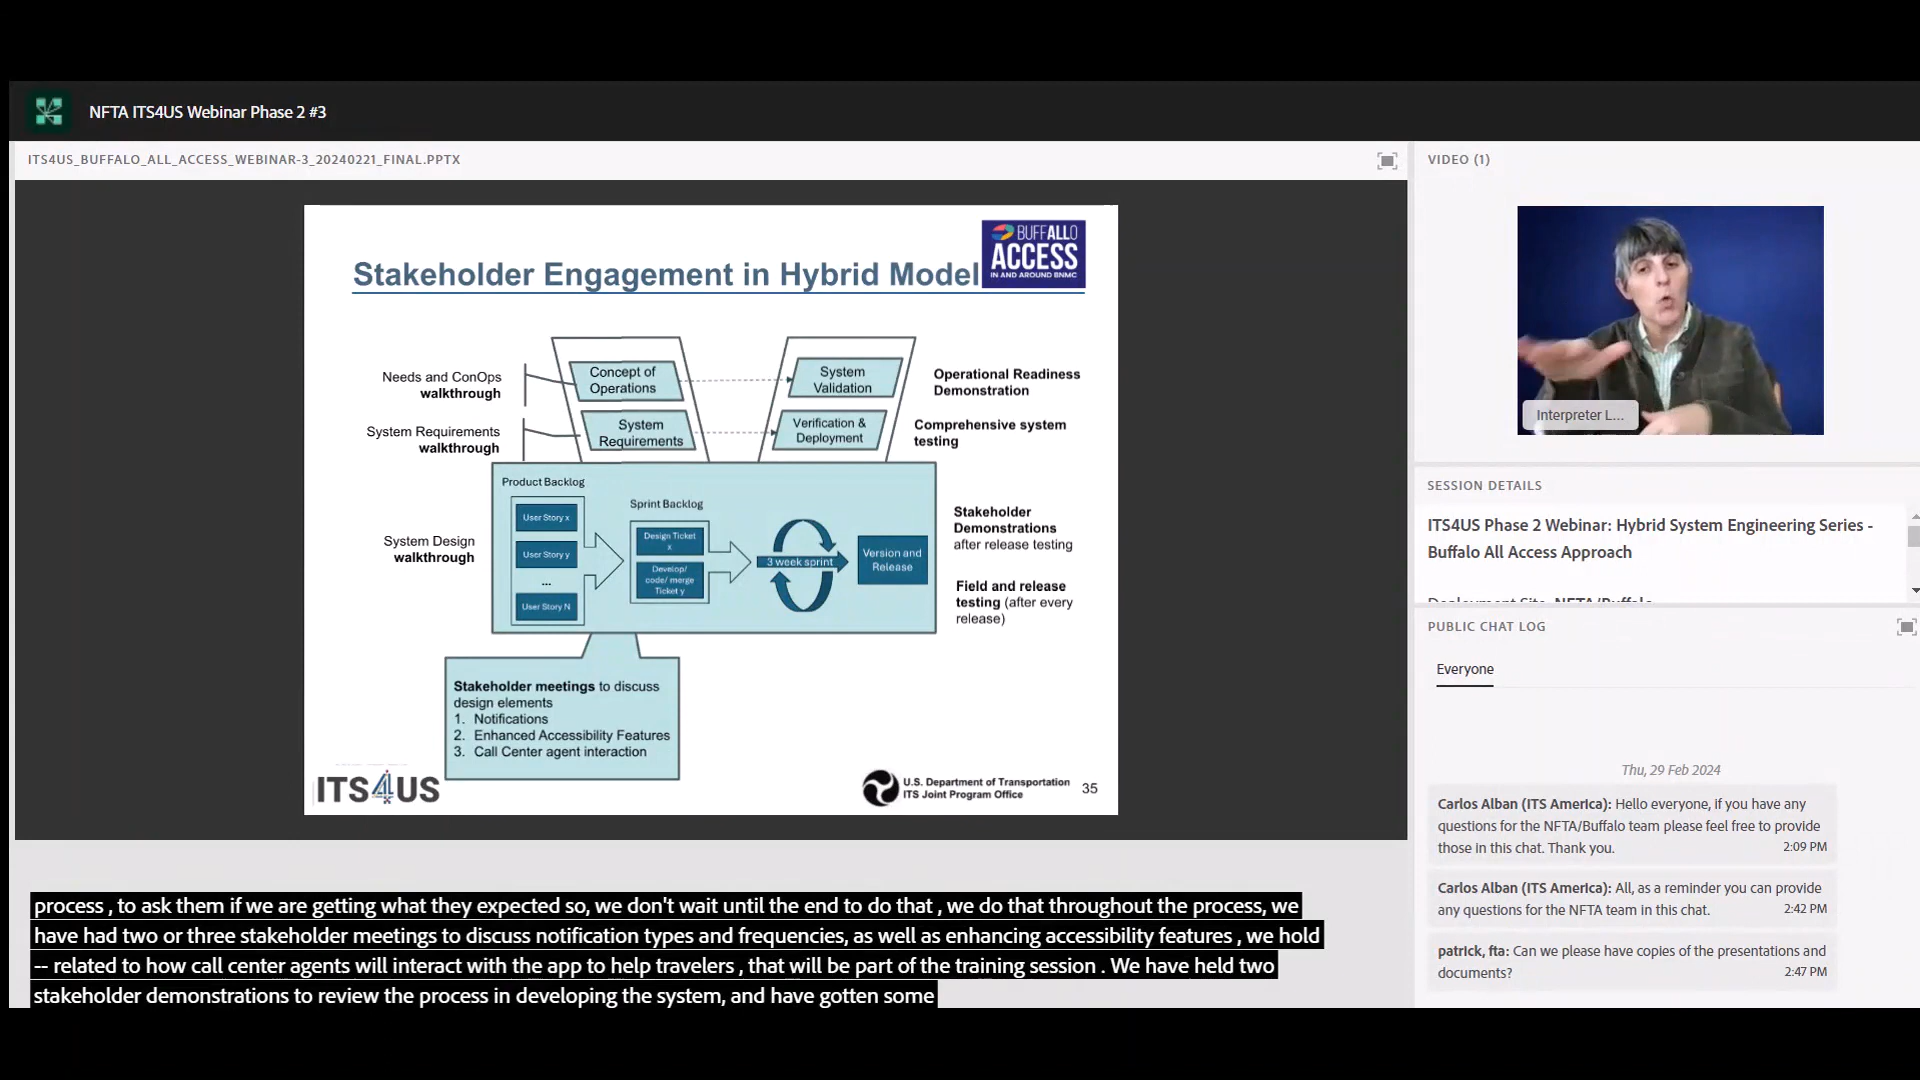 NFTA ITS4US Webinar Phase 2 #3
ITS4US_BUFFALO_ALL_ACCESS_WEBINAR-3_20240221_FINAL.PPTX
BUFFALLO
ACCESS
IN AND AROUND BNMC
Stakeholder Engagement in Hybrid Model
Needs and ConOps
walkthrough
Concept of
Operations
System
Validation
Operational Readiness
Demonstration
System Requirements
walkthrough
System
Requirements
Verification &
Deployment
Comprehensive system
testing
System Design
walkthrough
Product Backlog
User Story x
User Story y
...
User Story N
Sprint Backlog
Design Ticket
x
Develop/
code/ merge
Ticket y
3 week sprint
Version and
Release
Stakeholder
Demonstrations
after release testing
Field and release
testing (after every
release)
Stakeholder meetings to discuss
design elements
1. Notifications
2. Enhanced Accessibility Features
3. Call Center agent interaction
ITS4US
U.S. Department of Transportation
ITS Joint Program Office
35
process , to ask them if we are getting what they expected so, we don't wait until the end to do that , we do that throughout the process, we
have had two or three stakeholder meetings to discuss notification types and frequencies, as well as enhancing accessibility features , we hold
-- related to how call center agents will interact with the app to help travelers , that will be part of the training session . We have held two
stakeholder demonstrations to review the process in developing the system, and have gotten some
VIDEO (1)
Interpreter L...
SESSION DETAILS
ITS4US Phase 2 Webinar: Hybrid System Engineering Series -
Buffalo All Access Approach
Deployment Site: NFTA/Buffalo
PUBLIC CHAT LOG
Everyone
Thu, 29 Feb 2024
Carlos Alban (ITS America): Hello everyone, if you have any
questions for the NFTA/Buffalo team please feel free to provide
those in this chat. Thank you. 2:09 PM
Carlos Alban (ITS America): All, as a reminder you can provide
any questions for the NFTA team in this chat. 2:42 PM
patrick, fta: Can we please have copies of the presentations and
documents? 2:47 PM